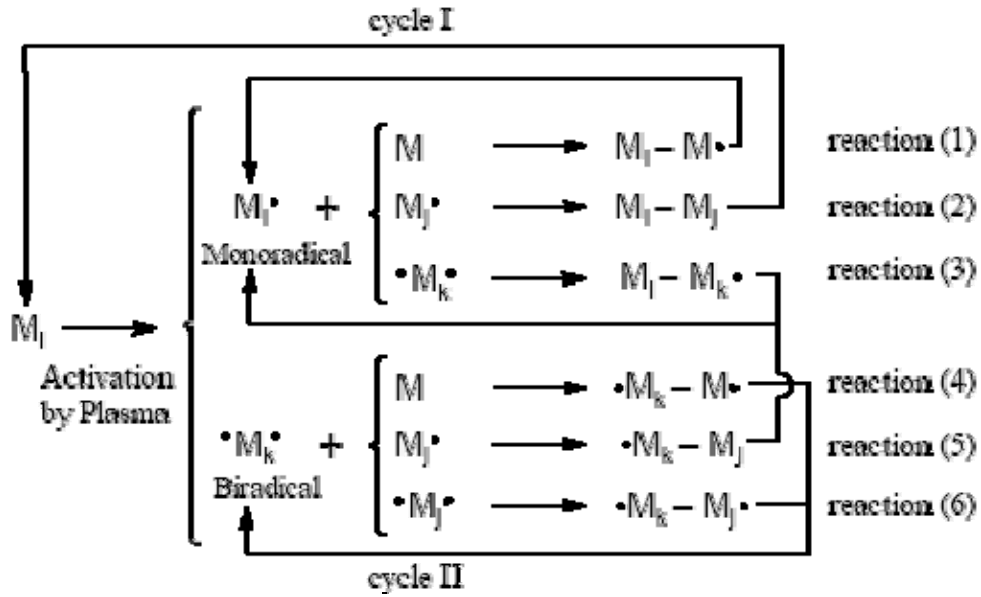 cycle I
M → Mᵢ – M• reaction (1)
Mᵢ• + Mⱼ• → Mᵢ – Mⱼ reaction (2)
Monoradical
•Mₖ• → Mᵢ – Mₖ• reaction (3)
Mᵢ →
Activation
by Plasma
M → •Mₖ – M• reaction (4)
•Mₖ• + Mⱼ• → •Mₖ – Mⱼ reaction (5)
Biradical
•Mⱼ• → •Mₖ – Mⱼ• reaction (6)
cycle II